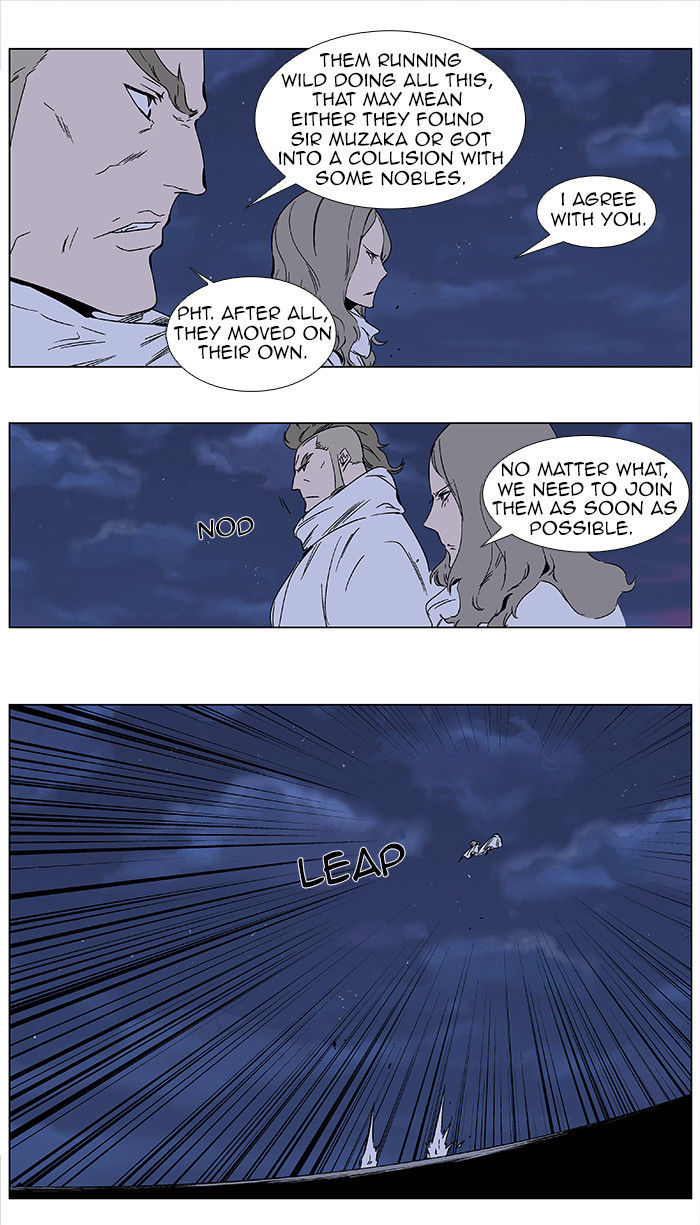 THEM RUNNING
WILD DOING ALL THIS,
THAT MAY MEAN
EITHER THEY FOUND
SIR MUZAKA OR GOT
INTO A COLLISION WITH
SOME NOBLES.
I AGREE
WITH YOU.
PHT. AFTER ALL,
THEY MOVED ON
THEIR OWN.
NOD
NO MATTER WHAT,
WE NEED TO JOIN
THEM AS SOON AS
POSSIBLE.
LEAP